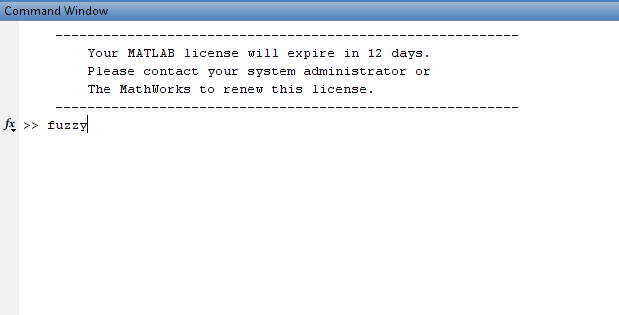 Command Window
----------------------------------------------------------
Your MATLAB license will expire in 12 days.
Please contact your system administrator or
The MathWorks to renew this license.
----------------------------------------------------------
fx >> fuzzy